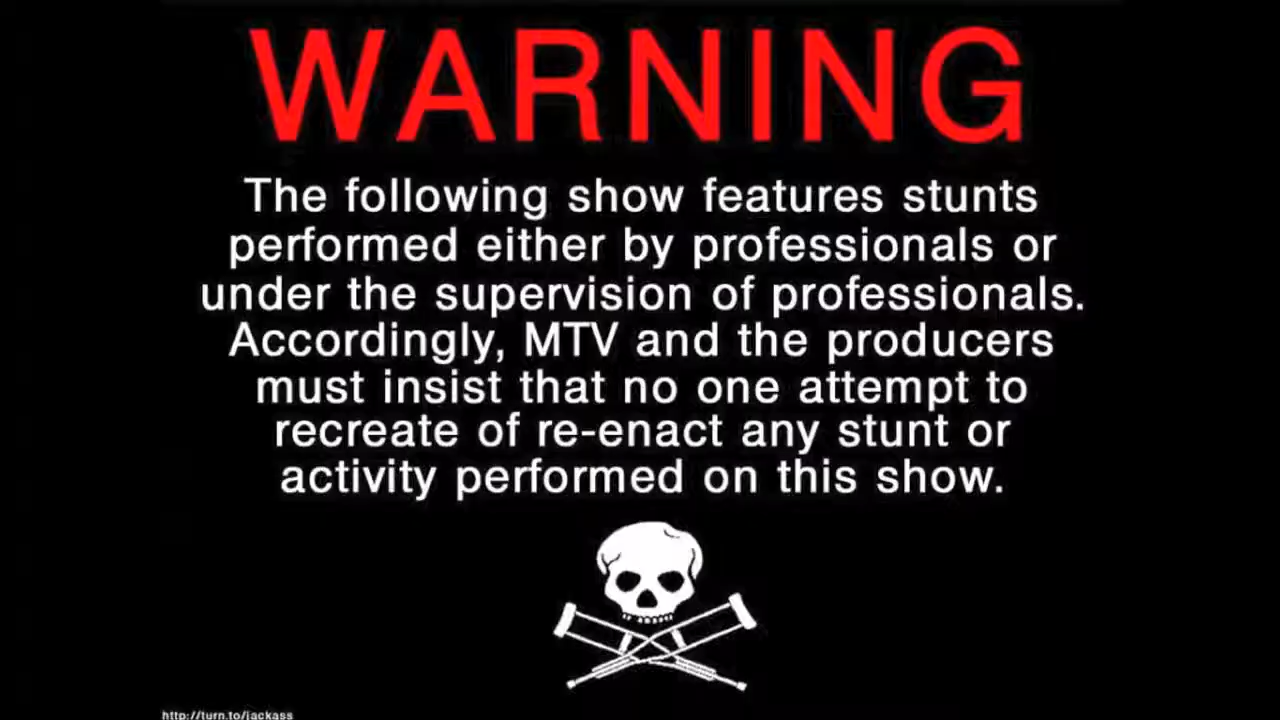 WARNING
The following show features stunts
performed either by professionals or
under the supervision of professionals.
Accordingly, MTV and the producers
must insist that no one attempt to
recreate of re-enact any stunt or
activity performed on this show.
http://turn.to/jackass